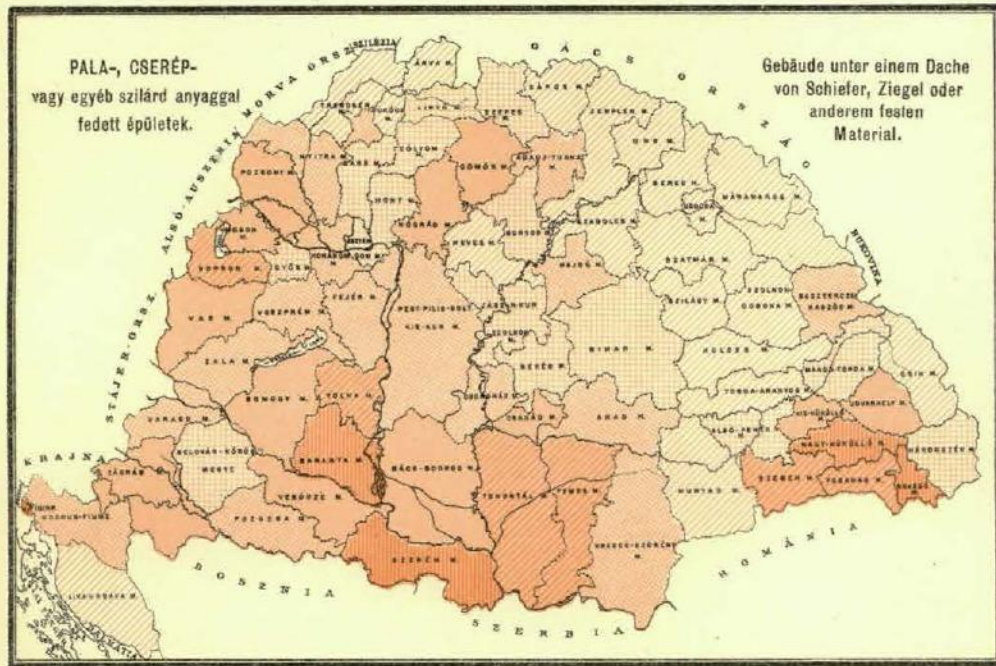 PALA-, CSERÉP-
vagy egyéb szilárd anyaggal
fedett épületek.
Gebäude unter einem Dache
von Schiefer, Ziegel oder
anderem festen
Material.
SZILÉZIA
MORVA ORSZ.
ALSÓ-AUSZTRIA
STÁJER-ORSZ.
KRAJNA
GÁCSORSZÁG
BUKOVINA
ROMÁNIA
SZERBIA
BOSZNIA
DALMÁTIA
ÁRVA M.
SÁROS M.
ZEMPLÉN M.
UNG M.
BEREG M.
UGOCSA M.
MÁRAMAROS M.
TRENCSÉN M.
LIPTÓ M.
SZEPES M.
ZÓLYOM M.
GÖMÖR M.
ABAUJ-TORNA M.
POZSONY M.
NYITRA M.
BARS M.
HONT M.
NÓGRÁD M.
HEVES M.
BORSOD M.
SZABOLCS M.
SZATMÁR M.
MOSON M.
SOPRON M.
GYŐR M.
KOMÁROM M.
ESZTERGOM M.
VAS M.
VESZPRÉM M.
FEJÉR M.
PEST-PILIS-SOLT
KIS-KUN M.
JÁSZ-N-KUN
SZOLNOK M.
HAJDÚ M.
BIHAR M.
SZILÁGY M.
SZOLNOK
DOBOKA M.
BESZTERCZE
NASZÓD M.
ZALA M.
SOMOGY M.
TOLNA M.
BARANYA M.
BÉKÉS M.
CSONGRÁD M.
CSANÁD M.
ARAD M.
KOLOZS M.
TORDA-ARANYOS M.
MAROS-TORDA M.
CSIK M.
UDVARHELY M.
KIS-KÜKÜLLŐ M.
NAGY-KÜKÜLLŐ M.
ALSÓ-FEHÉR M.
HÁROMSZÉK M.
HUNYAD M.
SZEBEN M.
FOGARAS M.
BRASSÓ M.
VARASD M.
BELOVÁR-KŐRÖS
MEGYE
ZÁGRÁB M.
VERŐCZE M.
POZSEGA M.
SZERÉM M.
BÁCS-BODROG M.
TORONTÁL M.
TEMES M.
KRASSÓ-SZÖRÉNY
M.
FIUME
MODRUS-FIUME
LIKA-KRBAVA M.